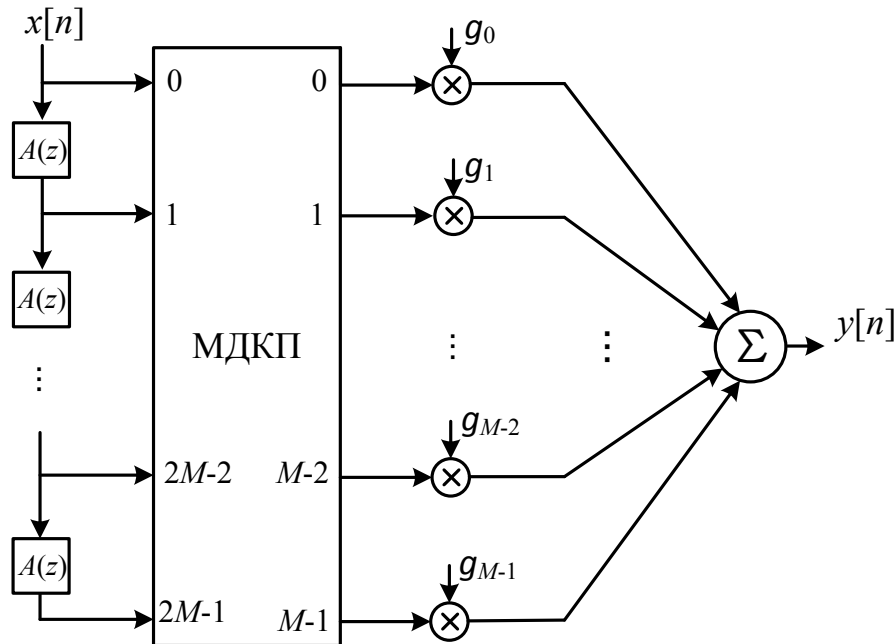 x[n]
g0
0 0
A(z)
g1
1 1
A(z)
МДКП
⋮
⋮
⋮
Σ
y[n]
gM-2
2M-2 M-2
A(z)
gM-1
2M-1 M-1